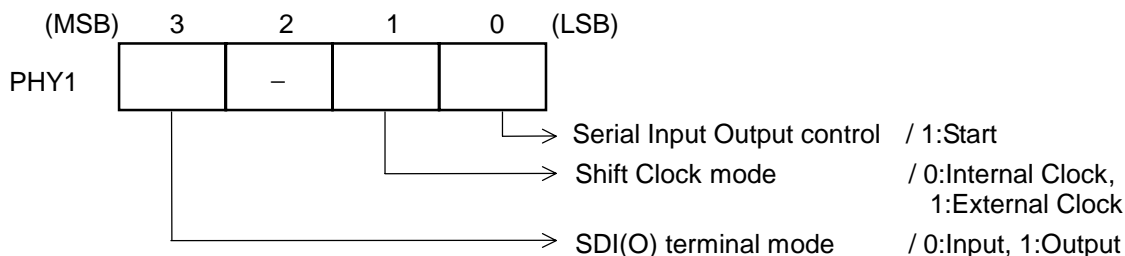 (MSB) 3 2 1 0 (LSB)
PHY1 –
Serial Input Output control / 1:Start
Shift Clock mode / 0:Internal Clock,
1:External Clock
SDI(O) terminal mode / 0:Input, 1:Output